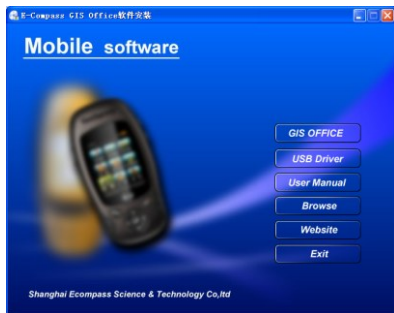 E-Compass GIS Office软件安装
Mobile software
GIS OFFICE
USB Driver
User Manual
Browse
Website
Exit
Shanghai Ecompass Science & Technology Co,ltd